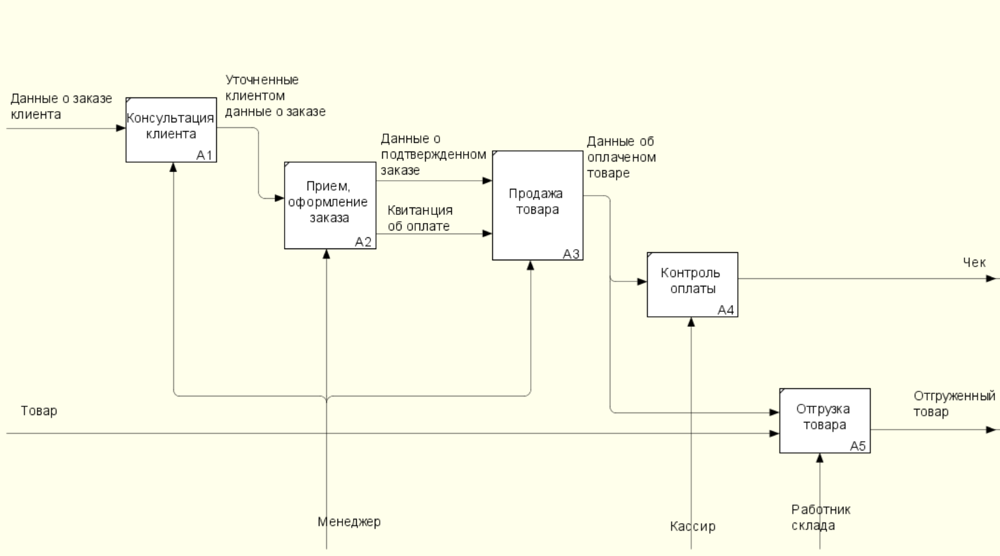 Данные о заказе
клиента
Консультация
клиента
A1
Уточненные
клиентом
данные о заказе
Прием,
оформление
заказа
A2
Данные о
подтвержденном
заказе
Квитанция
об оплате
Продажа
товара
A3
Данные об
оплаченом
товаре
Контроль
оплаты
A4
Чек
Товар
Отгрузка
товара
A5
Отгруженный
товар
Менеджер
Кассир
Работник
склада